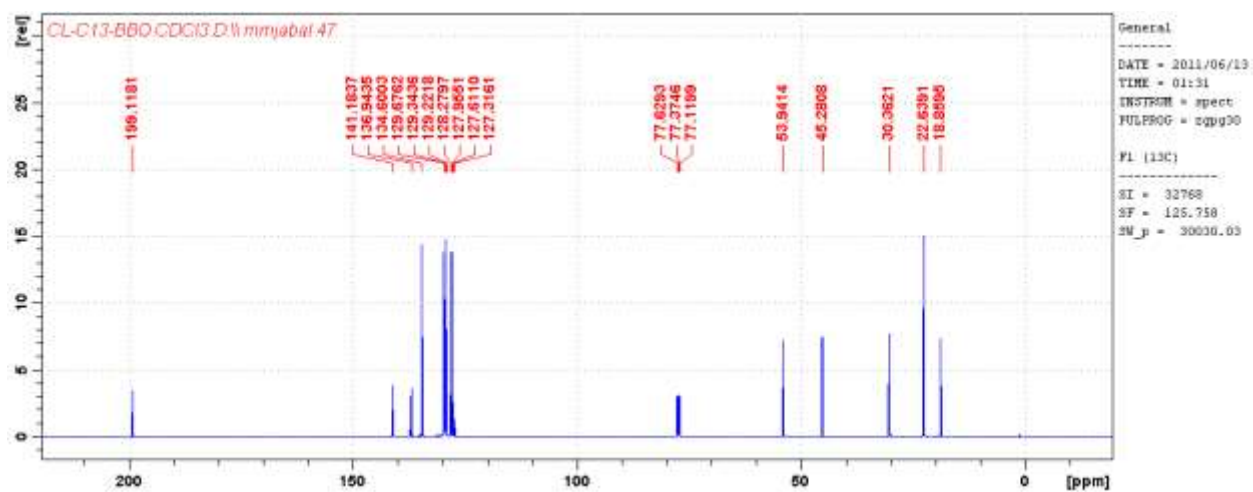 [rel]
CL-C13-BBO CDCl3 mmjabal 47
199.1181
141.1837
136.9435
134.6003
129.6762
129.3436
129.2218
128.2797
127.9551
127.6110
127.3161
77.6293
77.3746
77.1199
53.9414
45.2808
30.3621
22.6391
18.8595
25
20
15
10
5
0
200
150
100
50
0
[ppm]
General
-------
DATE = 2011/06/13
TIME = 01:31
INSTRUM = spect
PULPROG = zgpg30
F1 (13C)
-------------
SI = 32768
SF = 125.758
SW_p = 30030.03